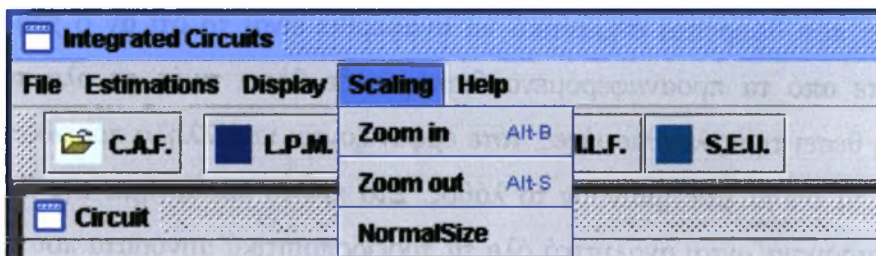 Integrated Circuits
File Estimations Display Scaling Help
C.A.F. L.P.M. I.L.F. S.E.U.
Zoom in Alt-B
Zoom out Alt-S
Circuit
NormalSize